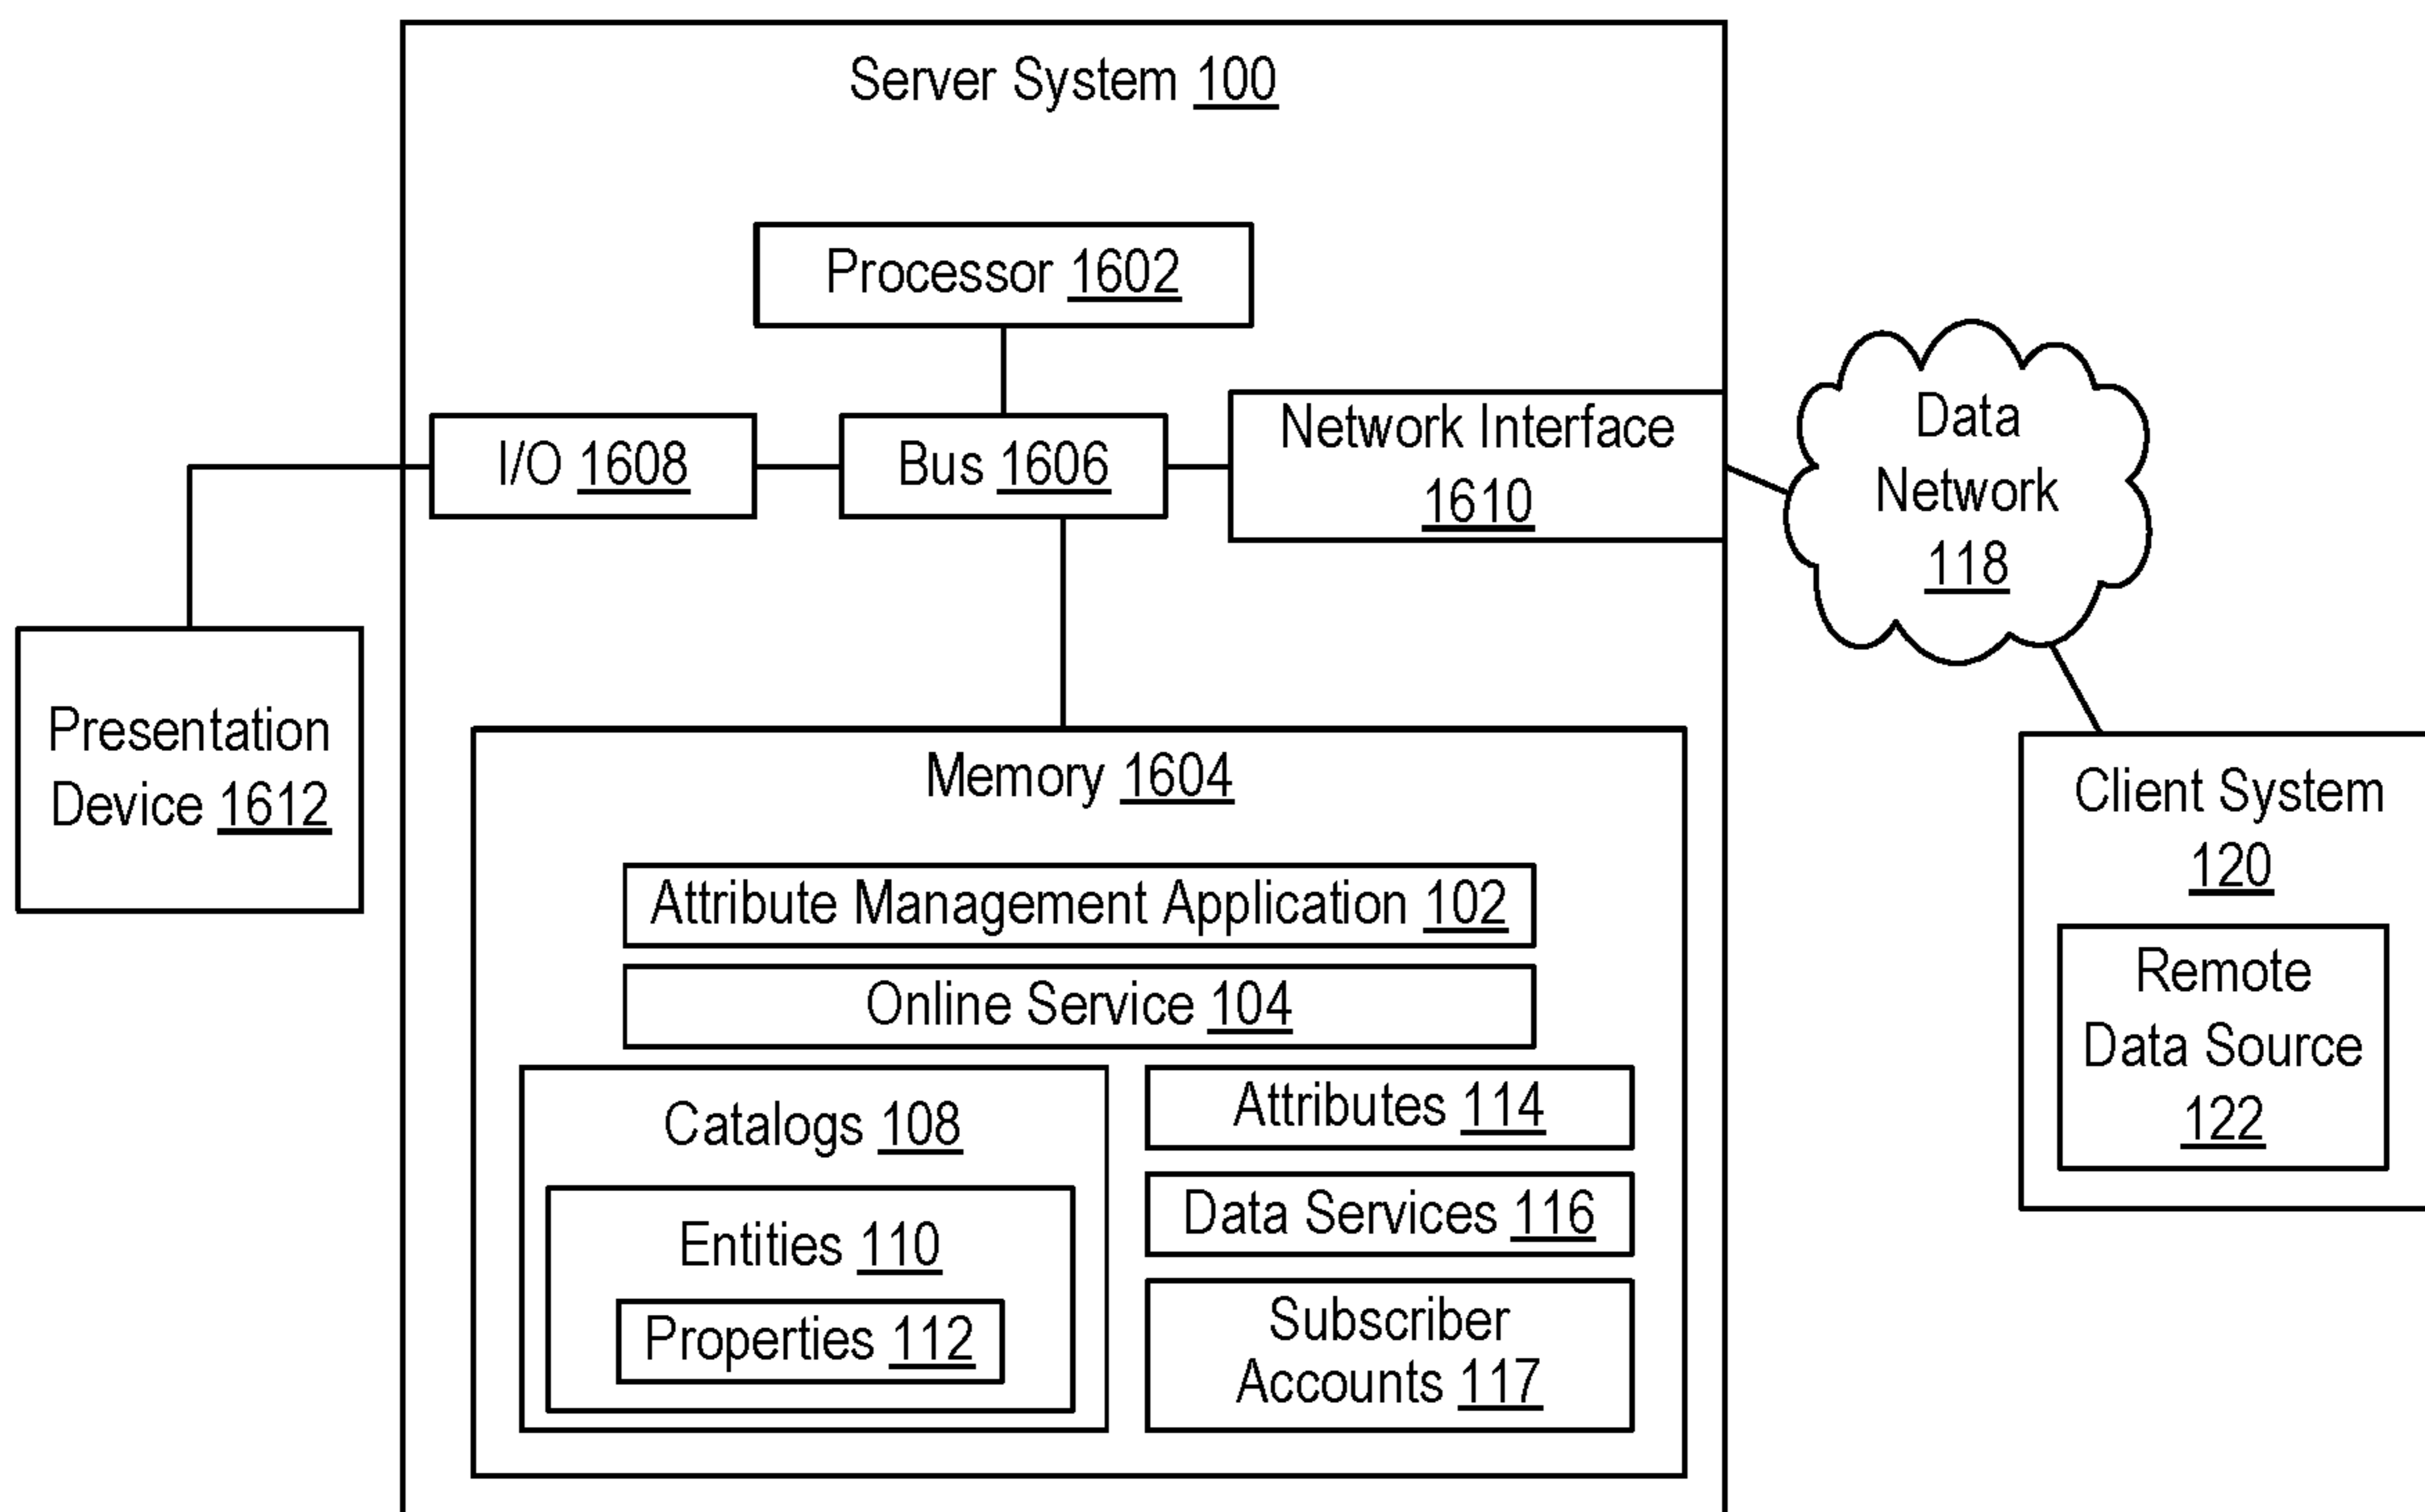 Server System 100
Processor 1602
I/O 1608
Bus 1606
Network Interface
1610
Data
Network
118
Presentation
Device 1612
Memory 1604
Attribute Management Application 102
Online Service 104
Catalogs 108
Entities 110
Properties 112
Attributes 114
Data Services 116
Subscriber
Accounts 117
Client System
120
Remote
Data Source
122